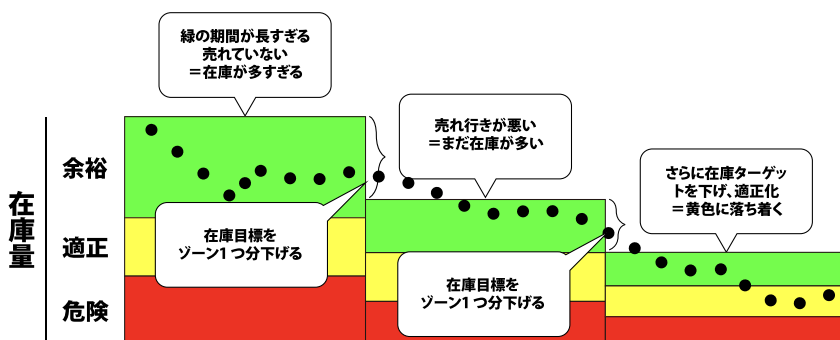 緑の期間が長すぎる
売れていない
＝在庫が多すぎる
売れ行きが悪い
＝まだ在庫が多い
さらに在庫ターゲッ
トを下げ、適正化
＝黄色に落ち着く
在庫量
余裕
適正
危険
在庫目標を
ゾーン1つ分下げる
在庫目標を
ゾーン1つ分下げる